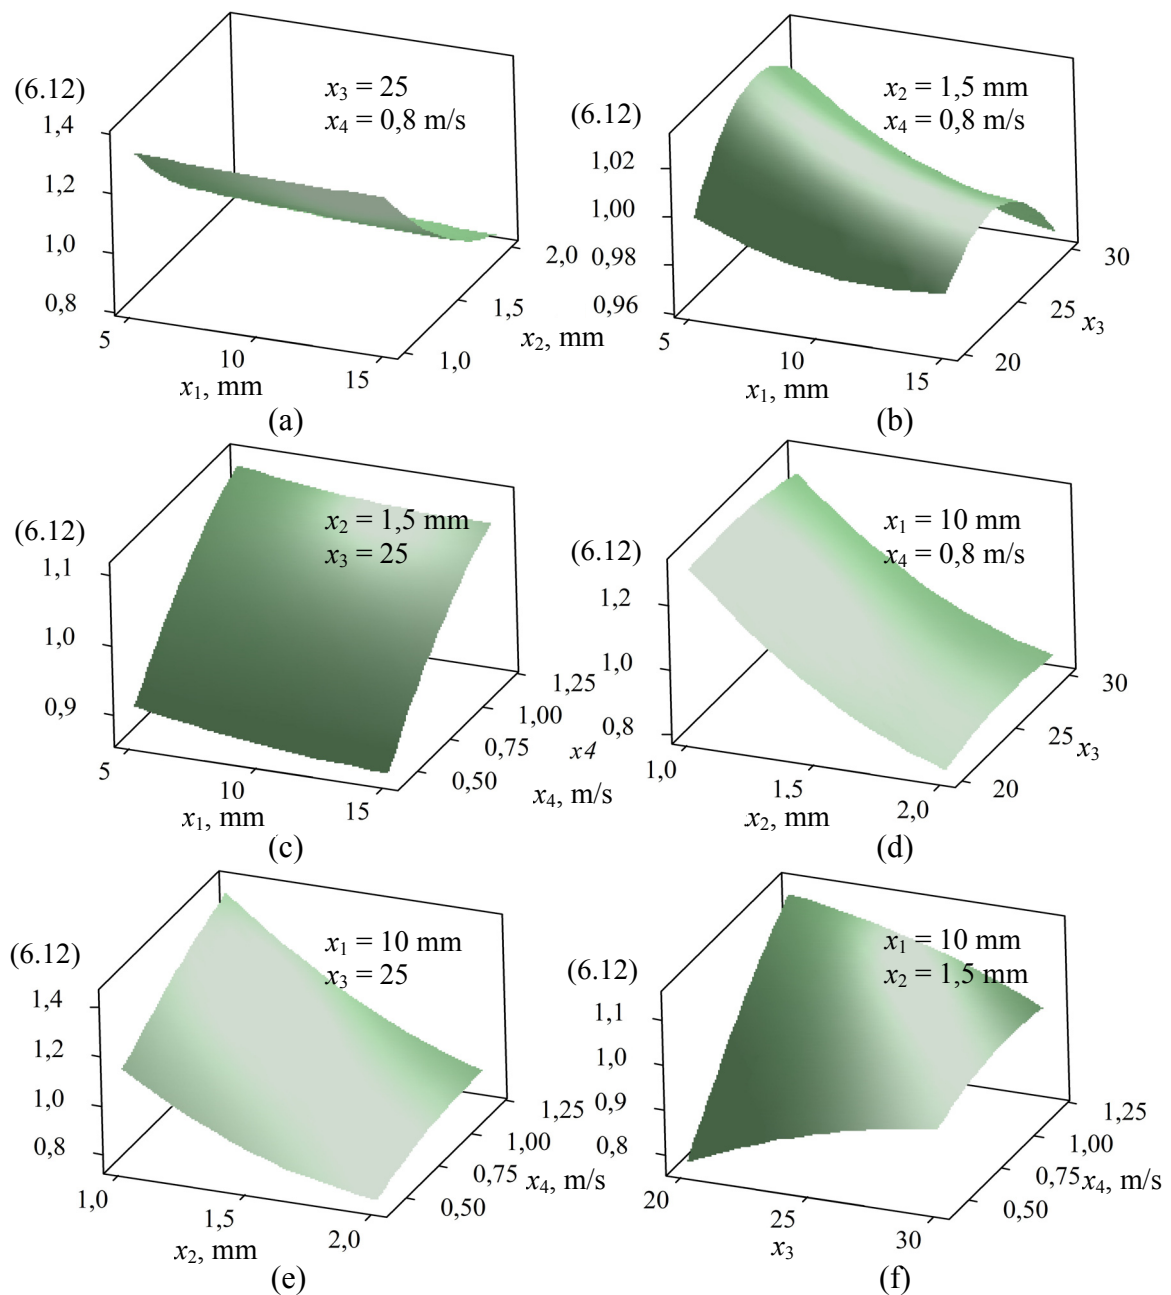 (6.12)
x₃ = 25
x₄ = 0,8 m/s
1,4
1,2
1,0
0,8
5
10
15
x₁, mm
1,0
1,5
2,0
x₂, mm
(a)
(6.12)
x₂ = 1,5 mm
x₄ = 0,8 m/s
1,02
1,00
0,98
0,96
5
10
15
x₁, mm
20
25
30
x₃
(b)
(6.12)
x₂ = 1,5 mm
x₃ = 25
1,1
1,0
0,9
5
10
15
x₁, mm
0,50
0,75
1,00
1,25
x4
x₄, m/s
(c)
(6.12)
x₁ = 10 mm
x₄ = 0,8 m/s
1,2
1,0
0,8
1,0
1,5
2,0
x₂, mm
20
25
30
x₃
(d)
(6.12)
x₁ = 10 mm
x₃ = 25
1,4
1,2
1,0
0,8
1,0
1,5
2,0
x₂, mm
0,50
0,75
1,00
1,25
x₄, m/s
(e)
(6.12)
x₁ = 10 mm
x₂ = 1,5 mm
1,1
1,0
0,9
0,8
20
25
30
x₃
0,50
0,75
1,00
1,25
x₄, m/s
(f)